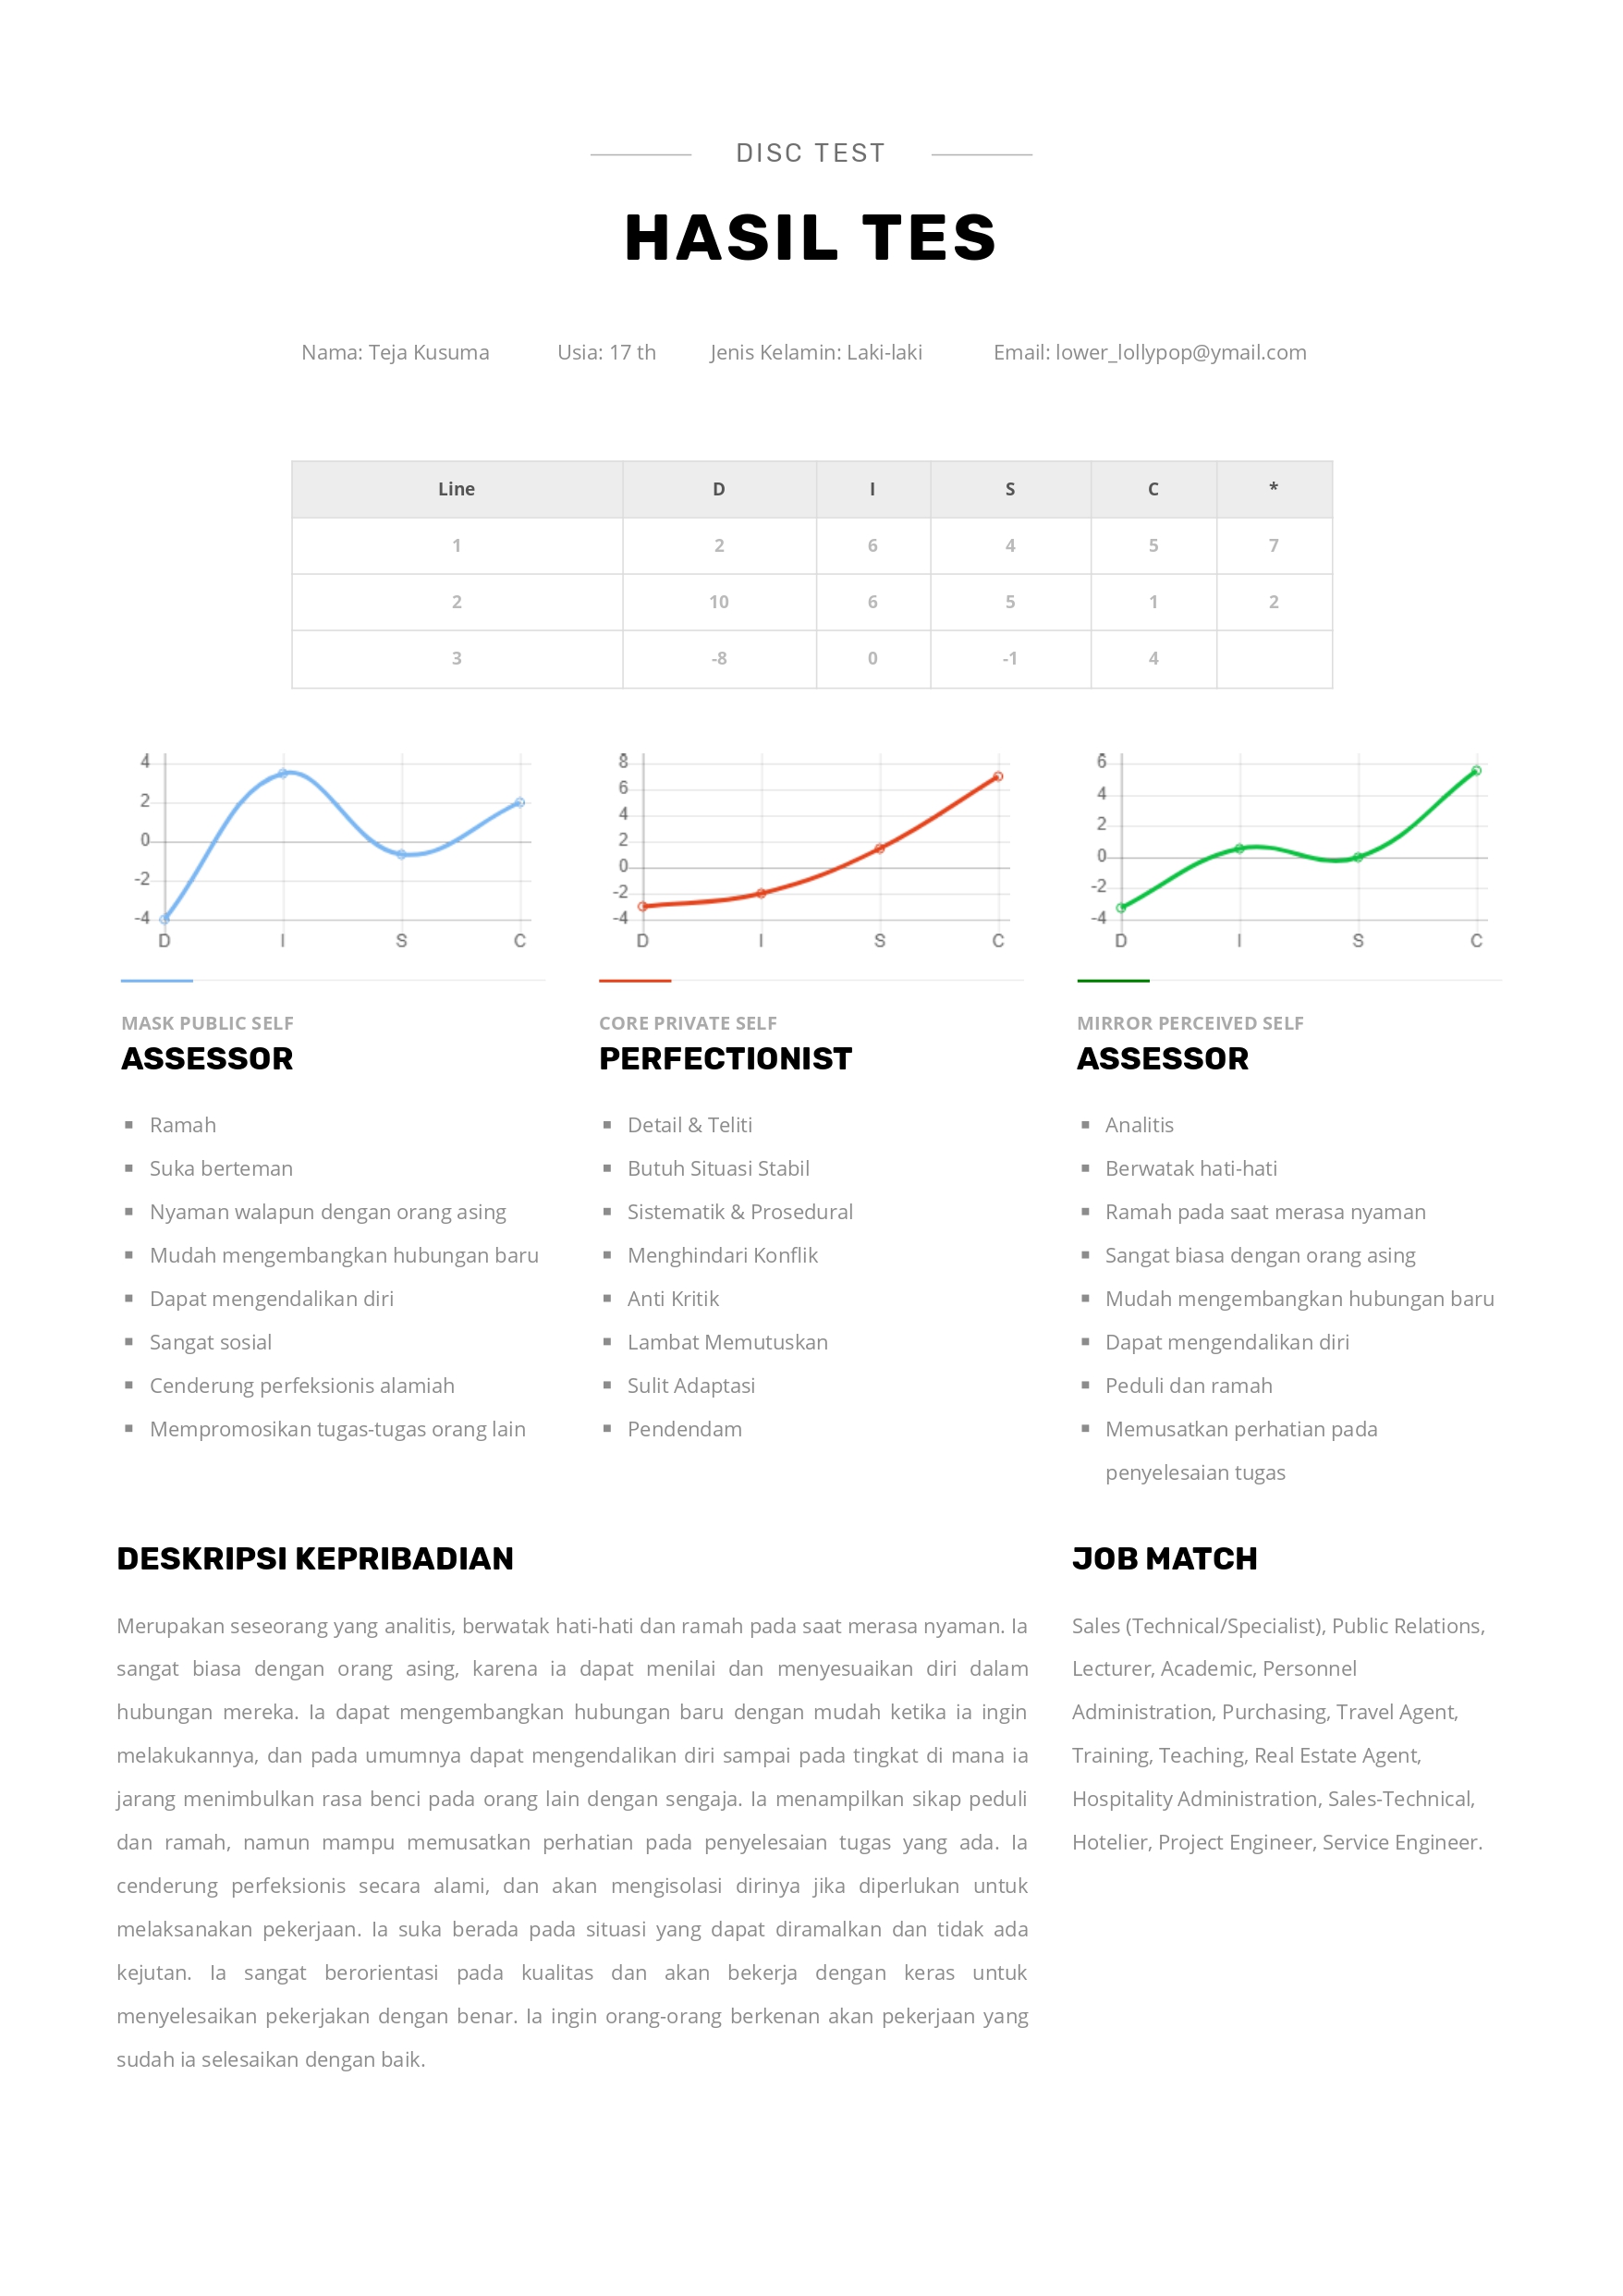 DISC TEST
HASIL TES
Nama: Teja Kusuma Usia: 17 th Jenis Kelamin: Laki-laki Email: lower_lollypop@ymail.com
Line D I S C *
1 2 6 4 5 7
2 10 6 5 1 2
3 -8 0 -1 4
4
2
0
-2
-4
D I S C
8
6
4
2
0
-2
-4
D I S C
6
4
2
0
-2
-4
D I S C
MASK PUBLIC SELF
ASSESSOR
Ramah
Suka berteman
Nyaman walapun dengan orang asing
Mudah mengembangkan hubungan baru
Dapat mengendalikan diri
Sangat sosial
Cenderung perfeksionis alamiah
Mempromosikan tugas-tugas orang lain
CORE PRIVATE SELF
PERFECTIONIST
Detail & Teliti
Butuh Situasi Stabil
Sistematik & Prosedural
Menghindari Konflik
Anti Kritik
Lambat Memutuskan
Sulit Adaptasi
Pendendam
MIRROR PERCEIVED SELF
ASSESSOR
Analitis
Berwatak hati-hati
Ramah pada saat merasa nyaman
Sangat biasa dengan orang asing
Mudah mengembangkan hubungan baru
Dapat mengendalikan diri
Peduli dan ramah
Memusatkan perhatian pada
penyelesaian tugas
DESKRIPSI KEPRIBADIAN
Merupakan seseorang yang analitis, berwatak hati-hati dan ramah pada saat merasa nyaman. Ia
sangat biasa dengan orang asing, karena ia dapat menilai dan menyesuaikan diri dalam
hubungan mereka. Ia dapat mengembangkan hubungan baru dengan mudah ketika ia ingin
melakukannya, dan pada umumnya dapat mengendalikan diri sampai pada tingkat di mana ia
jarang menimbulkan rasa benci pada orang lain dengan sengaja. Ia menampilkan sikap peduli
dan ramah, namun mampu memusatkan perhatian pada penyelesaian tugas yang ada. Ia
cenderung perfeksionis secara alami, dan akan mengisolasi dirinya jika diperlukan untuk
melaksanakan pekerjaan. Ia suka berada pada situasi yang dapat diramalkan dan tidak ada
kejutan. Ia sangat berorientasi pada kualitas dan akan bekerja dengan keras untuk
menyelesaikan pekerjakan dengan benar. Ia ingin orang-orang berkenan akan pekerjaan yang
sudah ia selesaikan dengan baik.
JOB MATCH
Sales (Technical/Specialist), Public Relations,
Lecturer, Academic, Personnel
Administration, Purchasing, Travel Agent,
Training, Teaching, Real Estate Agent,
Hospitality Administration, Sales-Technical,
Hotelier, Project Engineer, Service Engineer.